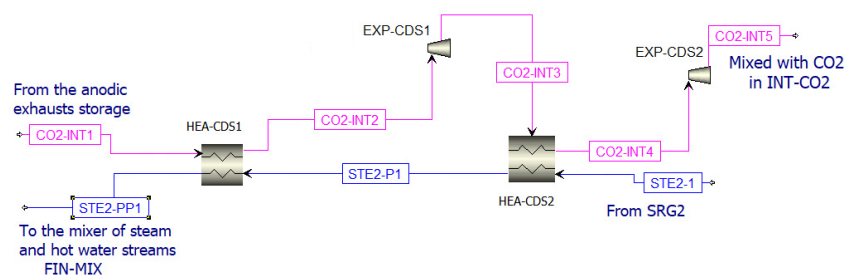 EXP-CDS1
CO2-INT5
EXP-CDS2
Mixed with CO2
in INT-CO2
CO2-INT3
From the anodic
exhausts storage
CO2-INT2
HEA-CDS1
CO2-INT1
CO2-INT4
STE2-P1
STE2-1
HEA-CDS2
STE2-PP1
From SRG2
To the mixer of steam
and hot water streams
FIN-MIX